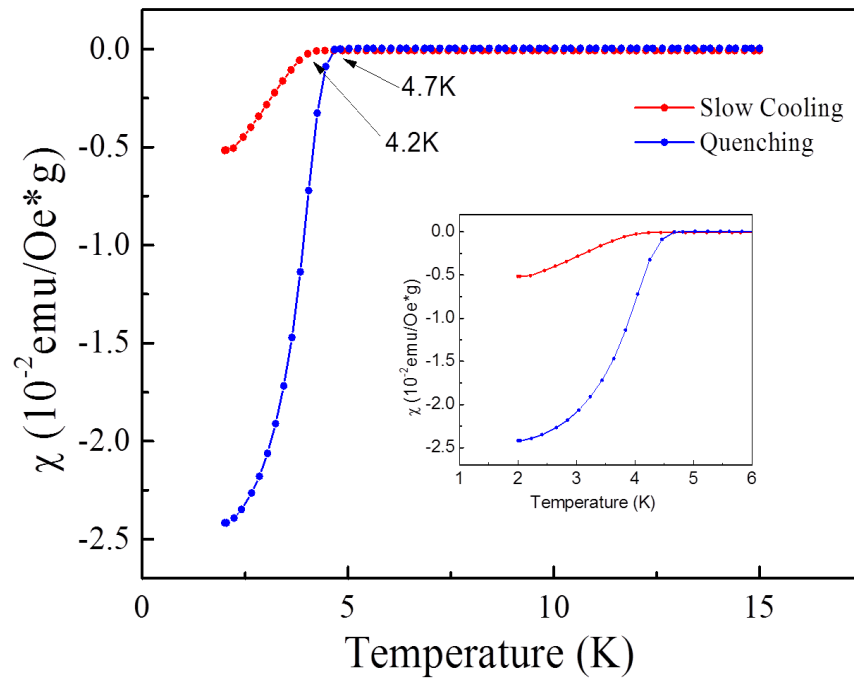 0.0
-0.5
-1.0
-1.5
-2.0
-2.5
χ (10⁻²emu/Oe*g)
0
5
10
15
Temperature (K)
4.7K
4.2K
Slow Cooling
Quenching
0.0
-0.5
-1.0
-1.5
-2.0
-2.5
χ (10⁻²emu/Oe*g)
1
2
3
4
5
6
Temperature (K)